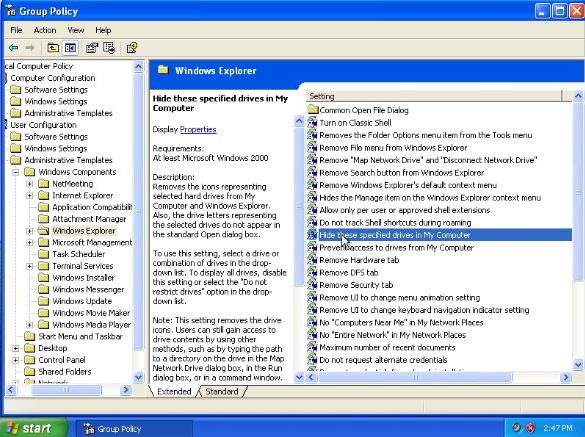 Group Policy
File Action View Help
cal Computer Policy
Computer Configuration
Software Settings
Windows Settings
Administrative Templates
User Configuration
Software Settings
Windows Settings
Administrative Templates
Windows Components
NetMeeting
Internet Explorer
Application Compatibili
Attachment Manager
Windows Explorer
Microsoft Management
Task Scheduler
Terminal Services
Windows Installer
Windows Messenger
Windows Update
Windows Movie Maker
Windows Media Player
Start Menu and Taskbar
Desktop
Control Panel
Shared Folders
Network
Windows Explorer
Hide these specified drives in My
Computer
Display Properties
Requirements:
At least Microsoft Windows 2000
Description:
Removes the icons representing
selected hard drives from My
Computer and Windows Explorer.
Also, the drive letters representing
the selected drives do not appear in
the standard Open dialog box.
To use this setting, select a drive or
combination of drives in the drop-
down list. To display all drives, disable
this setting or select the "Do not
restrict drives" option in the drop-
down list.
Note: This setting removes the drive
icons. Users can still gain access to
drive contents by using other
methods, such as by typing the path
to a directory on the drive in the Map
Network Drive dialog box, in the Run
dialog box, or in a command window.
Setting
Common Open File Dialog
Turn on Classic Shell
Removes the Folder Options menu item from the Tools menu
Remove File menu from Windows Explorer
Remove "Map Network Drive" and "Disconnect Network Drive"
Remove Search button from Windows Explorer
Remove Windows Explorer's default context menu
Hides the Manage item on the Windows Explorer context menu
Allow only per user or approved shell extensions
Do not track Shell shortcuts during roaming
Hide these specified drives in My Computer
Prevent access to drives from My Computer
Remove Hardware tab
Remove DFS tab
Remove Security tab
Remove UI to change menu animation setting
Remove UI to change keyboard navigation indicator setting
No "Computers Near Me" in My Network Places
No "Entire Network" in My Network Places
Maximum number of recent documents
Do not request alternate credentials
Extended Standard
start Group Policy 2:47 PM